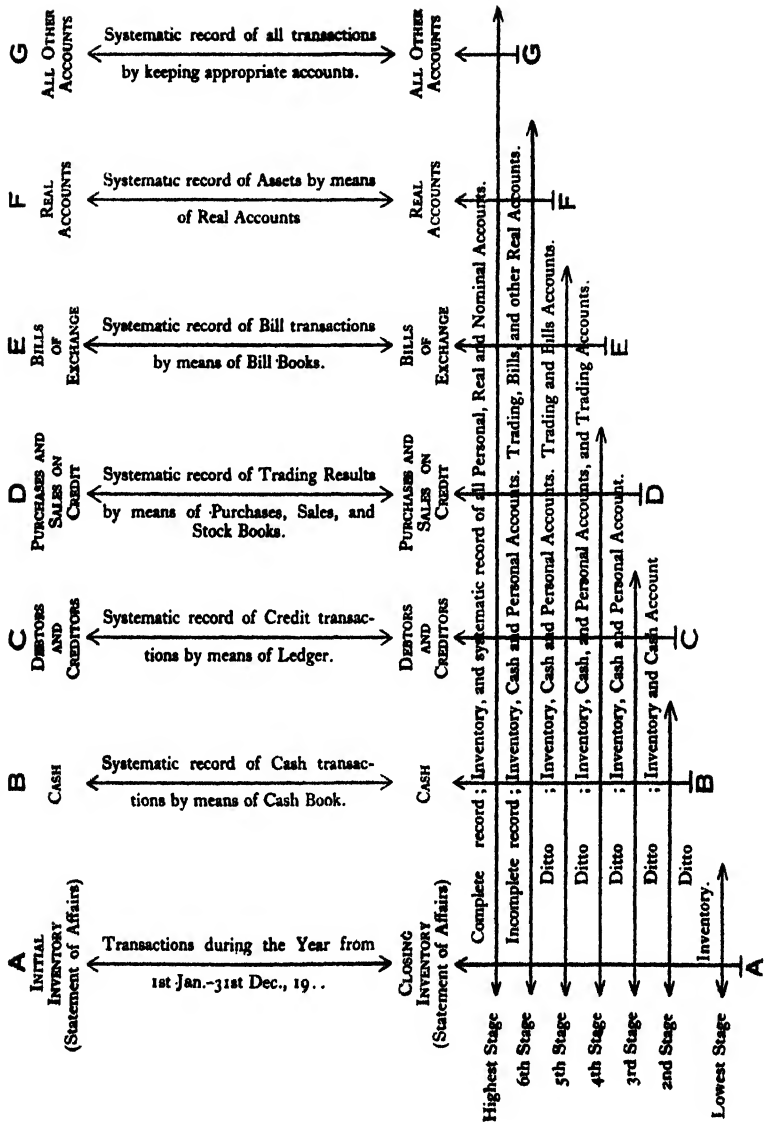 A
INITIAL
INVENTORY
(Statement of Affairs)
Transactions during the Year from
1st Jan.-31st Dec., 19..
CLOSING
INVENTORY
(Statement of Affairs)
B
CASH
Systematic record of Cash transac-
tions by means of Cash Book.
CASH
C
DEBTORS
AND
CREDITORS
Systematic record of Credit transac-
tions by means of Ledger.
DEBTORS
AND
CREDITORS
D
PURCHASES AND
SALES ON
CREDIT
Systematic record of Trading Results
by means of Purchases, Sales, and
Stock Books.
PURCHASES AND
SALES ON
CREDIT
E
BILLS
OF
EXCHANGE
Systematic record of Bill transactions
by means of Bill Books.
BILLS
OF
EXCHANGE
F
REAL
ACCOUNTS
Systematic record of Assets by means
of Real Accounts
REAL
ACCOUNTS
G
ALL OTHER
ACCOUNTS
Systematic record of all transactions
by keeping appropriate accounts.
ALL OTHER
ACCOUNTS
Highest Stage
Complete record ; Inventory, and systematic record of all Personal, Real and Nominal Accounts.
G
6th Stage
Incomplete record ; Inventory, Cash and Personal Accounts. Trading, Bills, and other Real Accounts.
F
5th Stage
Ditto ; Inventory, Cash and Personal Accounts. Trading and Bills Accounts.
E
4th Stage
Ditto ; Inventory, Cash, and Personal Accounts, and Trading Accounts.
D
3rd Stage
Ditto ; Inventory, Cash and Personal Account.
C
2nd Stage
Ditto ; Inventory and Cash Account
B
Lowest Stage
Ditto Inventory.
A